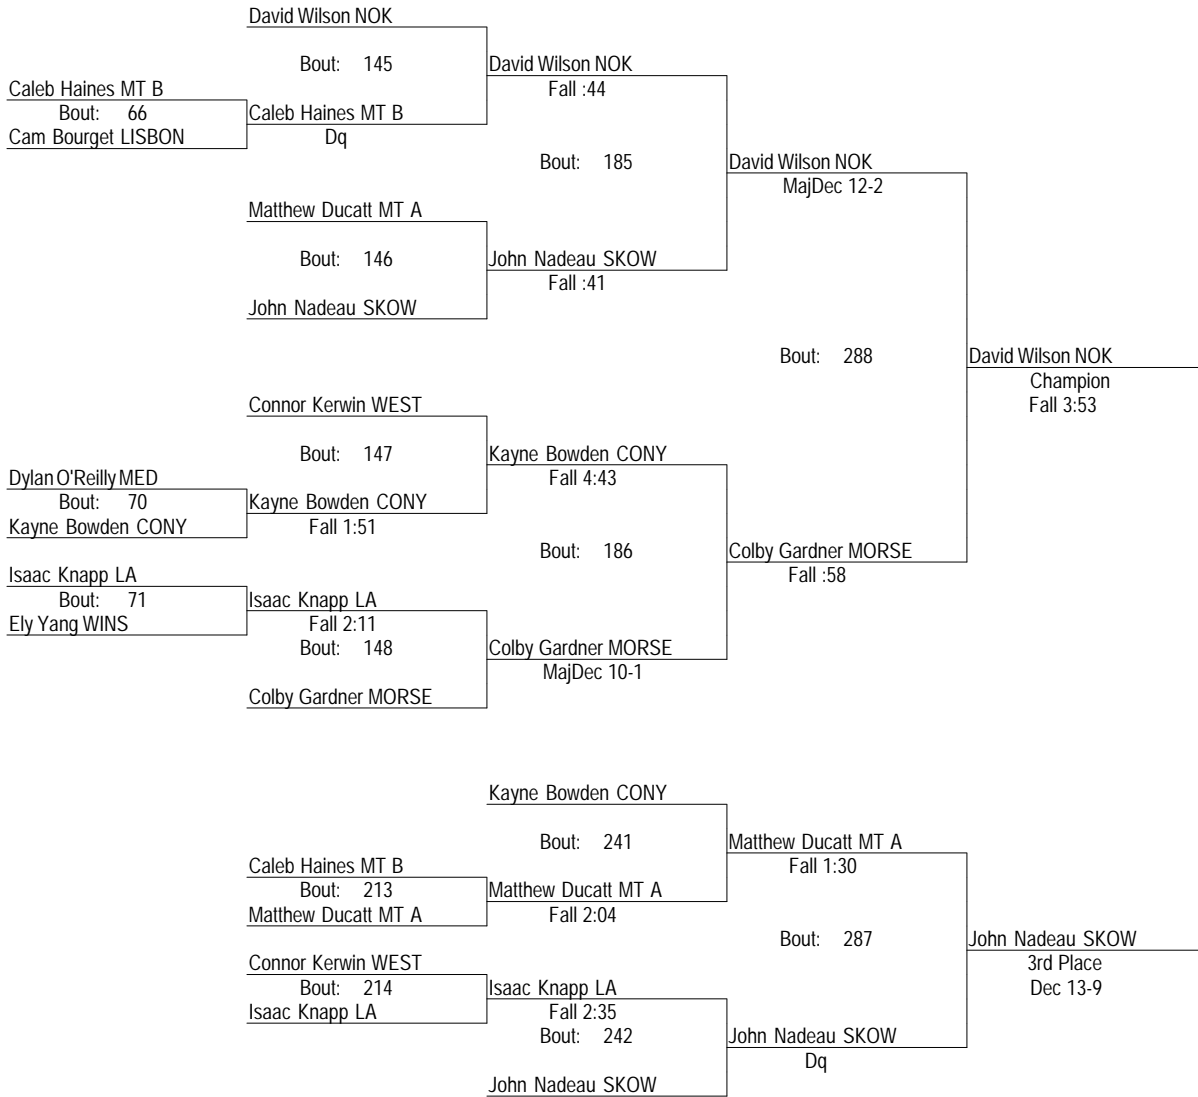 David Wilson NOK
Bout: 145
David Wilson NOK
Caleb Haines MT B
Fall :44
Bout: 66
Caleb Haines MT B
Cam Bourget LISBON
Dq
Bout: 185
David Wilson NOK
MajDec 12-2
Matthew Ducatt MT A
Bout: 146
John Nadeau SKOW
Fall :41
John Nadeau SKOW
Bout: 288
David Wilson NOK
Champion
Fall 3:53
Connor Kerwin WEST
Bout: 147
Kayne Bowden CONY
Dylan O'Reilly MED
Fall 4:43
Bout: 70
Kayne Bowden CONY
Kayne Bowden CONY
Fall 1:51
Bout: 186
Colby Gardner MORSE
Isaac Knapp LA
Fall :58
Bout: 71
Isaac Knapp LA
Ely Yang WINS
Fall 2:11
Bout: 148
Colby Gardner MORSE
MajDec 10-1
Colby Gardner MORSE
Kayne Bowden CONY
Bout: 241
Matthew Ducatt MT A
Caleb Haines MT B
Fall 1:30
Bout: 213
Matthew Ducatt MT A
Matthew Ducatt MT A
Fall 2:04
Bout: 287
John Nadeau SKOW
Connor Kerwin WEST
3rd Place
Bout: 214
Isaac Knapp LA
Dec 13-9
Isaac Knapp LA
Fall 2:35
Bout: 242
John Nadeau SKOW
Dq
John Nadeau SKOW